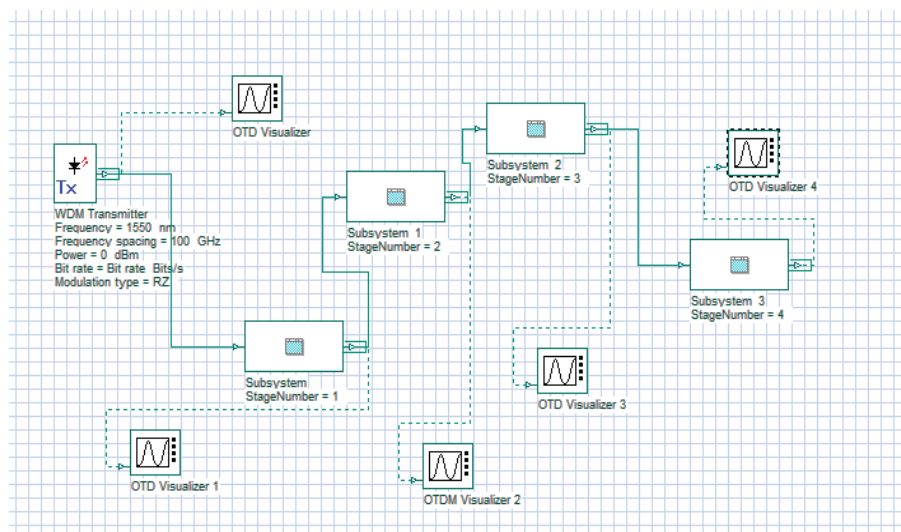 OTD Visualizer
Tx
WDM Transmitter
Frequency = 1550 nm
Frequency spacing = 100 GHz
Power = 0 dBm
Bit rate = Bit rate Bits/s
Modulation type = RZ
Subsystem 1
StageNumber = 2
Subsystem 2
StageNumber = 3
OTD Visualizer 4
Subsystem 3
StageNumber = 4
Subsystem
StageNumber = 1
OTD Visualizer 3
OTD Visualizer 1
OTDM Visualizer 2